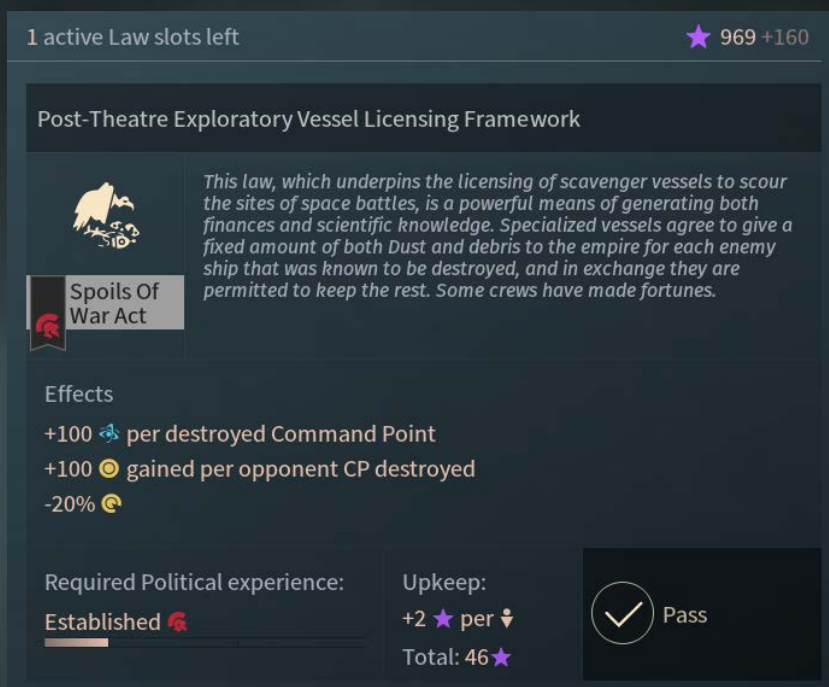 1 active Law slots left
969 +160
Post-Theatre Exploratory Vessel Licensing Framework
This law, which underpins the licensing of scavenger vessels to scour
the sites of space battles, is a powerful means of generating both
finances and scientific knowledge. Specialized vessels agree to give a
fixed amount of both Dust and debris to the empire for each enemy
ship that was known to be destroyed, and in exchange they are
permitted to keep the rest. Some crews have made fortunes.
Spoils Of
War Act
Effects
+100 per destroyed Command Point
+100 gained per opponent CP destroyed
-20%
Required Political experience:
Established
Upkeep:
+2 per
Total: 46
Pass